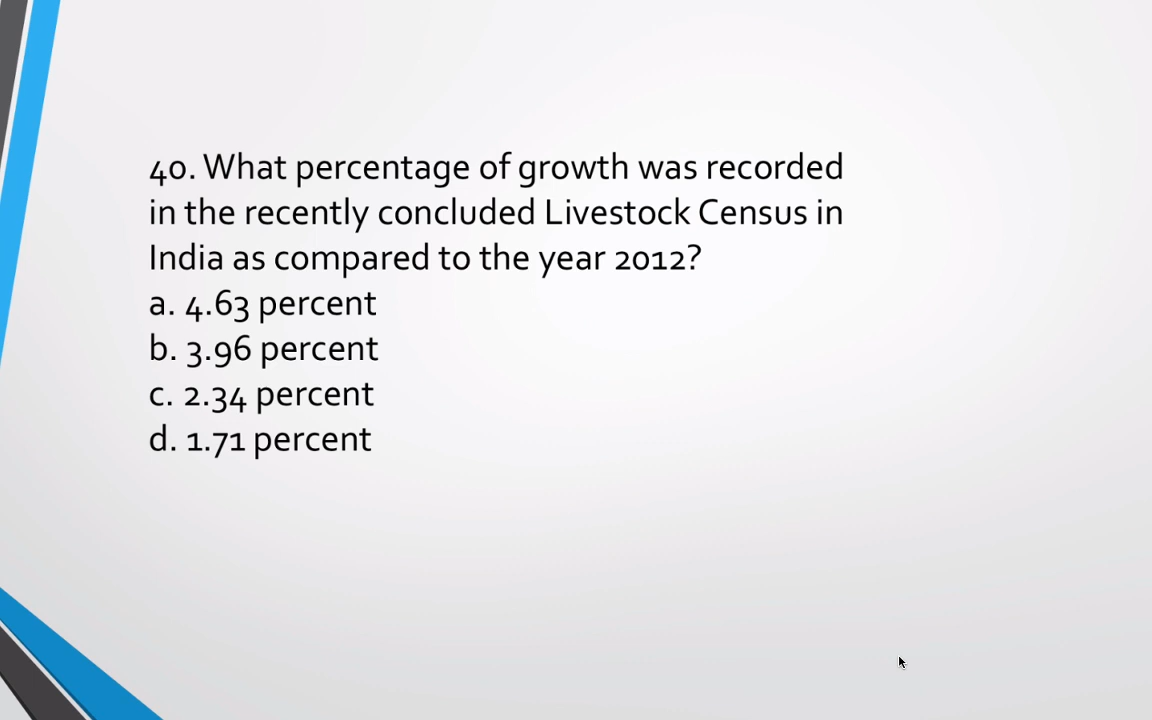 40. What percentage of growth was recorded
in the recently concluded Livestock Census in
India as compared to the year 2012?
a. 4.63 percent
b. 3.96 percent
c. 2.34 percent
d. 1.71 percent